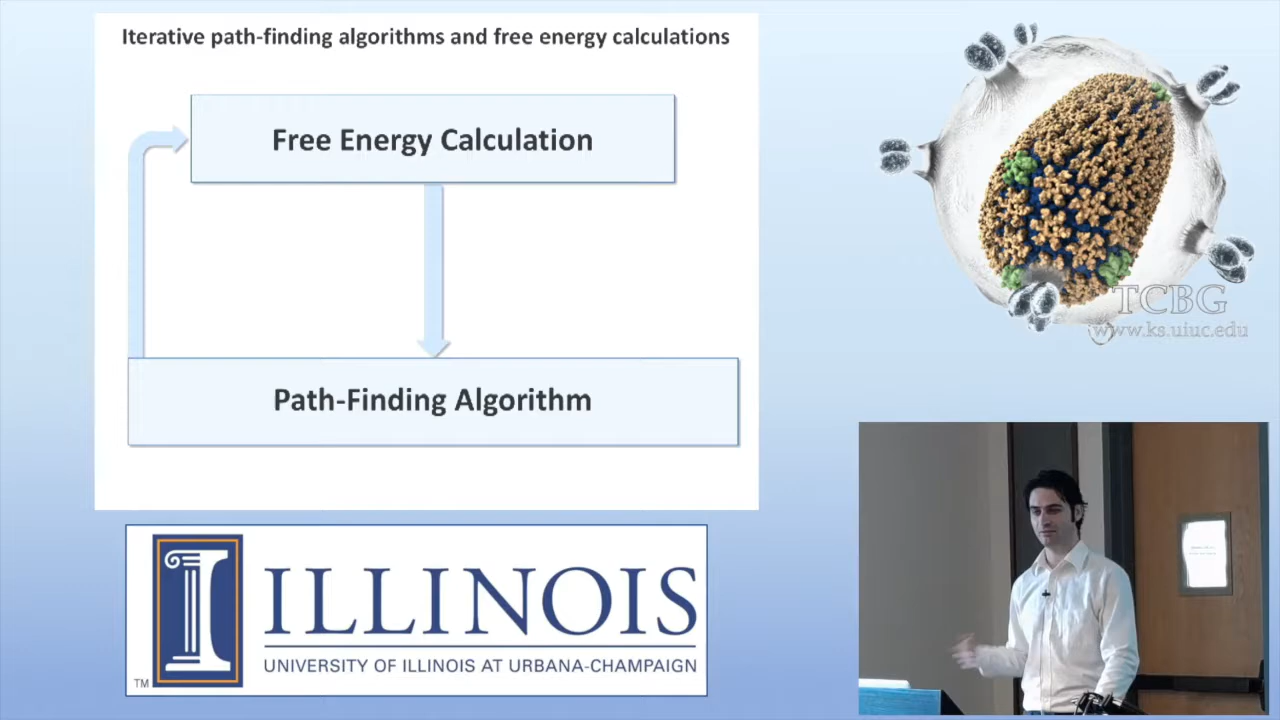 Iterative path-finding algorithms and free energy calculations
Free Energy Calculation
Path-Finding Algorithm
TCBG
www.ks.uiuc.edu
ILLINOIS
UNIVERSITY OF ILLINOIS AT URBANA-CHAMPAIGN
TM